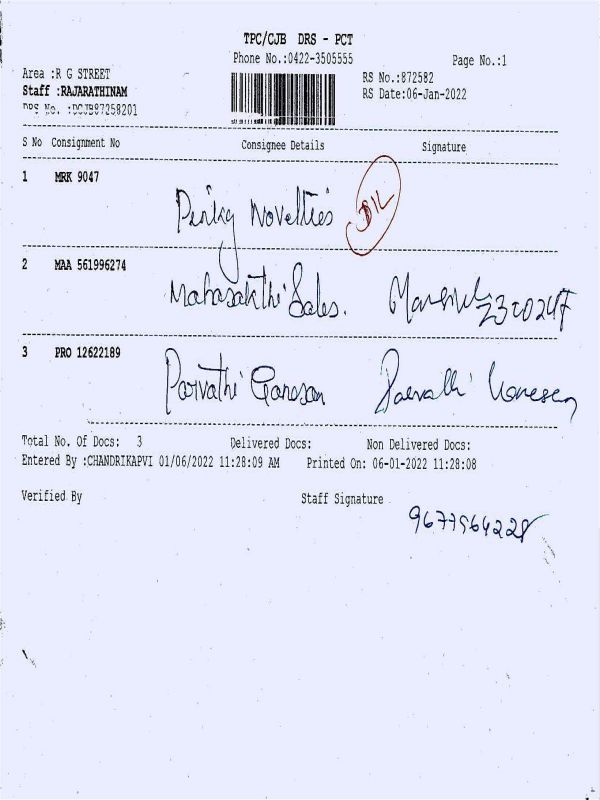 TPC/CJB DRS - PCT
Phone No.:0422-3505555 Page No.:1
Area :R G STREET RS No.:872582
Staff :RAJARATHINAM RS Date:06-Jan-2022
DRS No. :DCJB87258201
S No Consignment No Consignee Details Signature
1 MRK 9047
Novelties
2 MAA 561996274
Mahasakthi Sales.
3 PRO 12622189
Parvathi Ganesan
Total No. Of Docs: 3 Delivered Docs: Non Delivered Docs:
Entered By :CHANDRIKAPVI 01/06/2022 11:28:09 AM Printed On: 06-01-2022 11:28:08
Verified By Staff Signature
9677564228